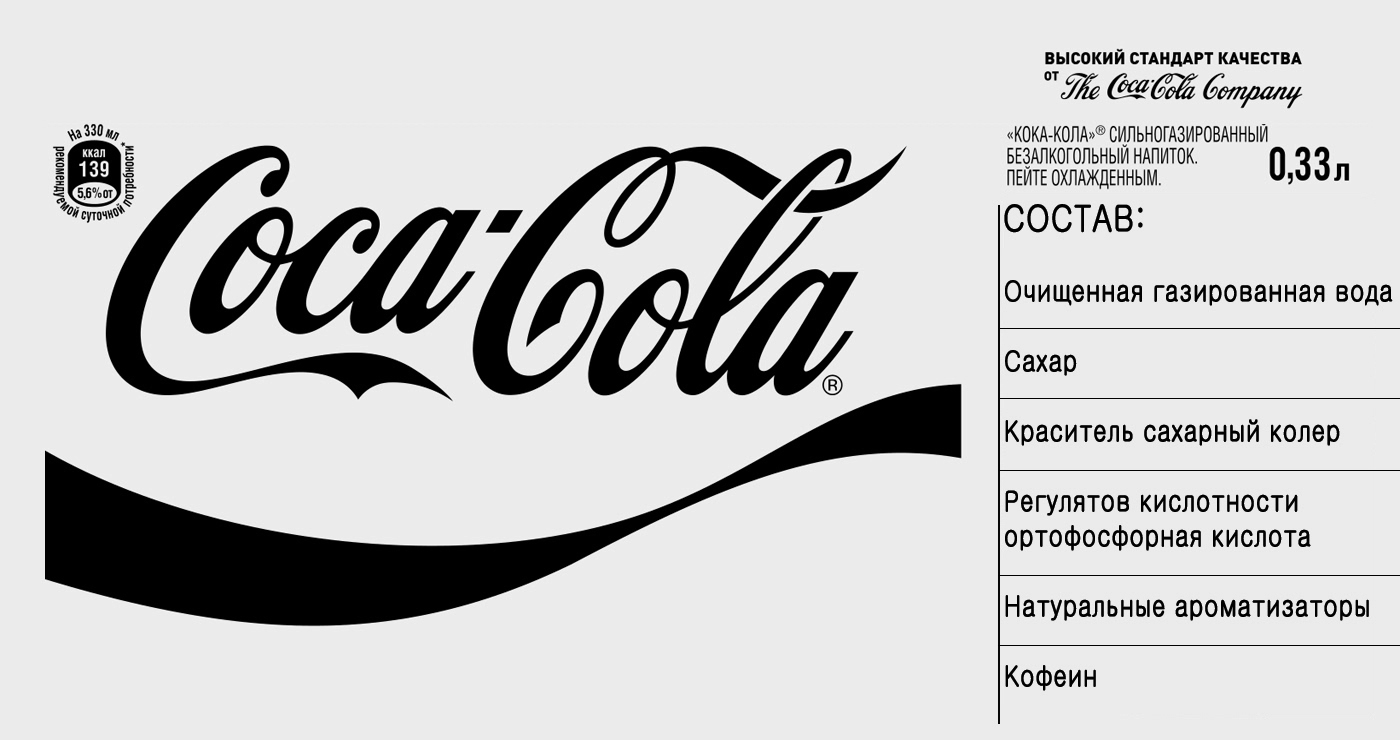 На 330 мл
ккал
139
5,6% от
рекомендуемой суточной потребности*
Coca-Cola®
ВЫСОКИЙ СТАНДАРТ КАЧЕСТВА
ОТ The Coca-Cola Company
«КОКА-КОЛА»® СИЛЬНОГАЗИРОВАННЫЙ
БЕЗАЛКОГОЛЬНЫЙ НАПИТОК.
ПЕЙТЕ ОХЛАЖДЕННЫМ.
0,33 л
СОСТАВ:
Очищенная газированная вода
Сахар
Краситель сахарный колер
Регулятов кислотности
ортофосфорная кислота
Натуральные ароматизаторы
Кофеин